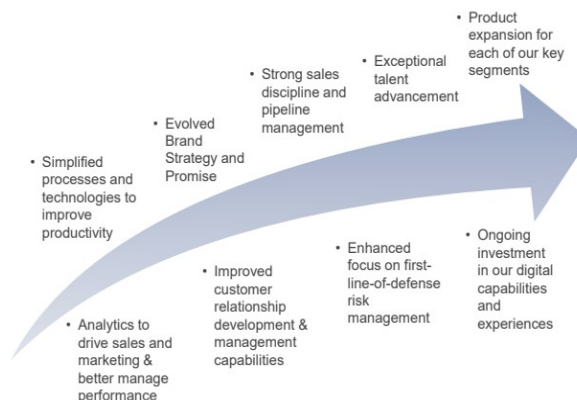 • Product
expansion for
each of our key
segments
• Exceptional
talent
advancement
• Strong sales
discipline and
pipeline
management
• Evolved
Brand
Strategy and
Promise
• Simplified
processes and
technologies to
improve
productivity
• Analytics to
drive sales and
marketing &
better manage
performance
• Improved
customer
relationship
development &
management
capabilities
• Enhanced
focus on first-
line-of-defense
risk
management
• Ongoing
investment
in our digital
capabilities
and
experiences